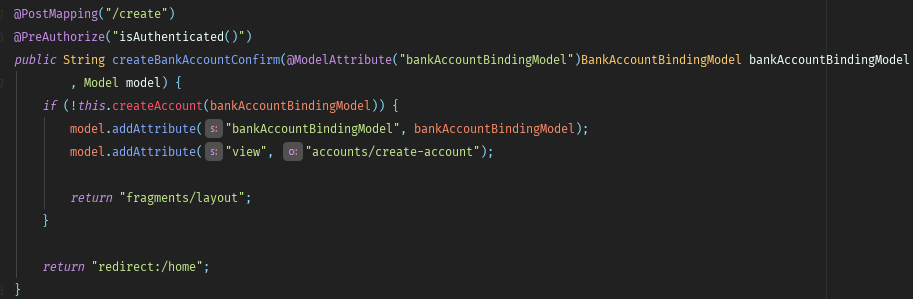 @PostMapping("/create")
@PreAuthorize("isAuthenticated()")
public String createBankAccountConfirm(@ModelAttribute("bankAccountBindingModel")BankAccountBindingModel bankAccountBindingModel
, Model model) {
if (!this.createAccount(bankAccountBindingModel)) {
model.addAttribute( s: "bankAccountBindingModel", bankAccountBindingModel);
model.addAttribute( s: "view", o: "accounts/create-account");
return "fragments/layout";
}
return "redirect:/home";
}